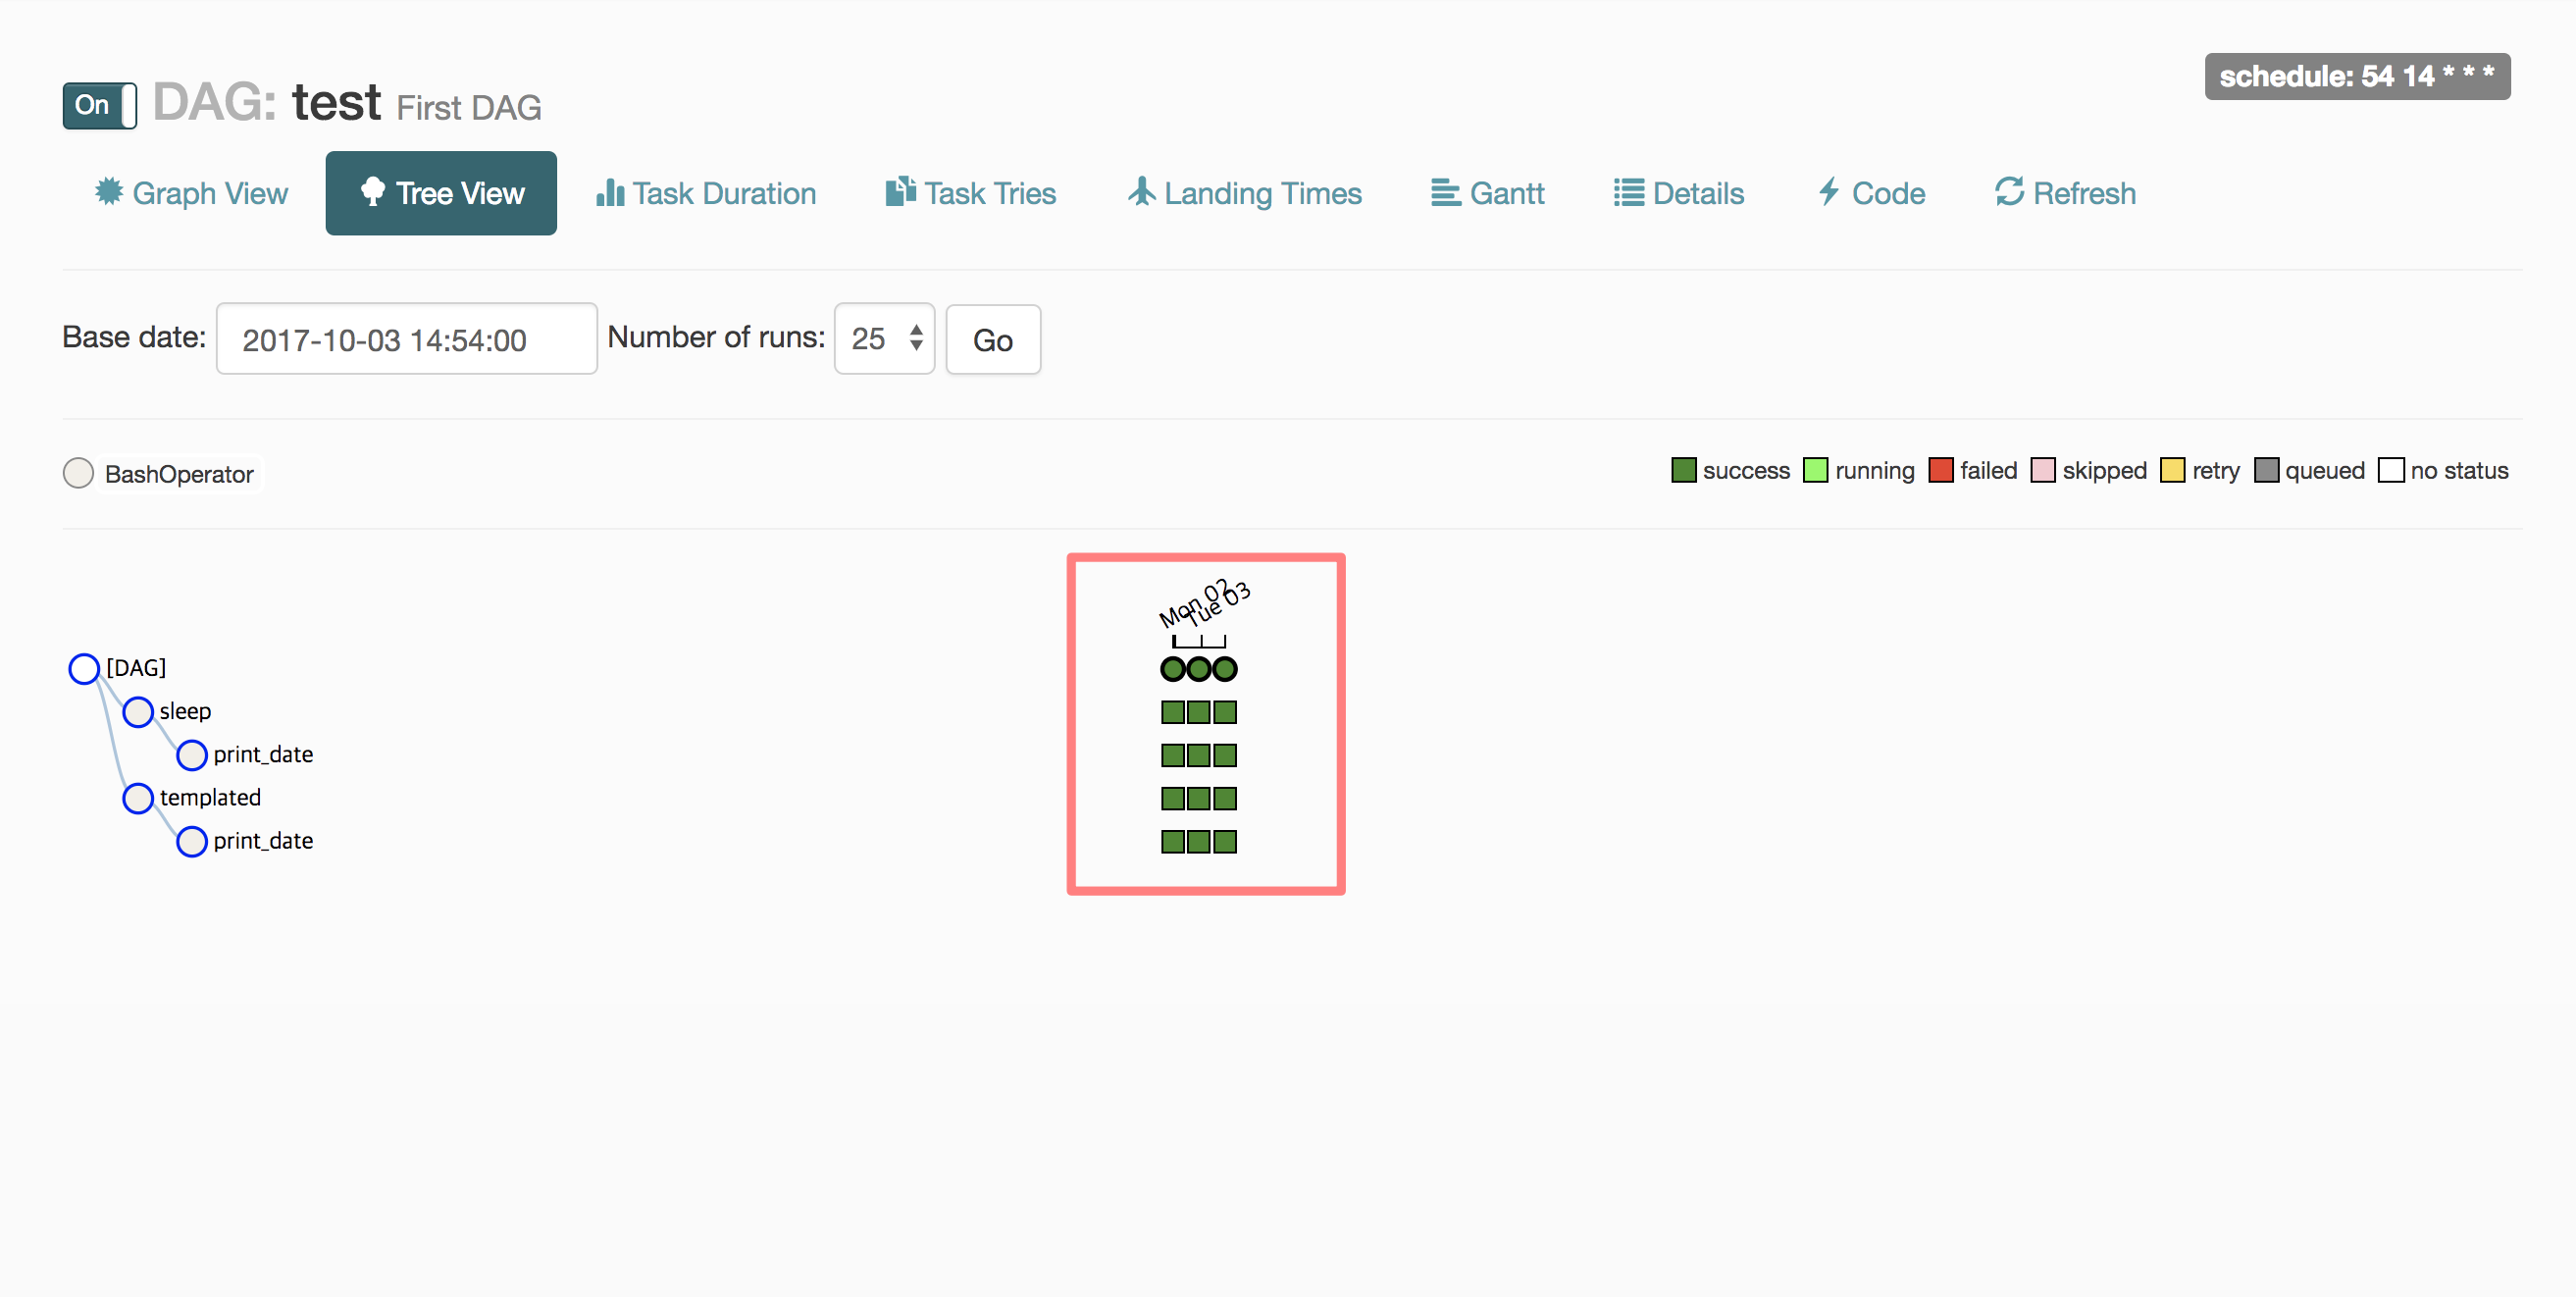 On DAG: test First DAG
schedule: 54 14 * * *
Graph View Tree View Task Duration Task Tries Landing Times Gantt Details Code Refresh
Base date: 2017-10-03 14:54:00 Number of runs: 25 Go
BashOperator
success running failed skipped retry queued no status
Mon 02
Tue 03
[DAG]
sleep
print_date
templated
print_date